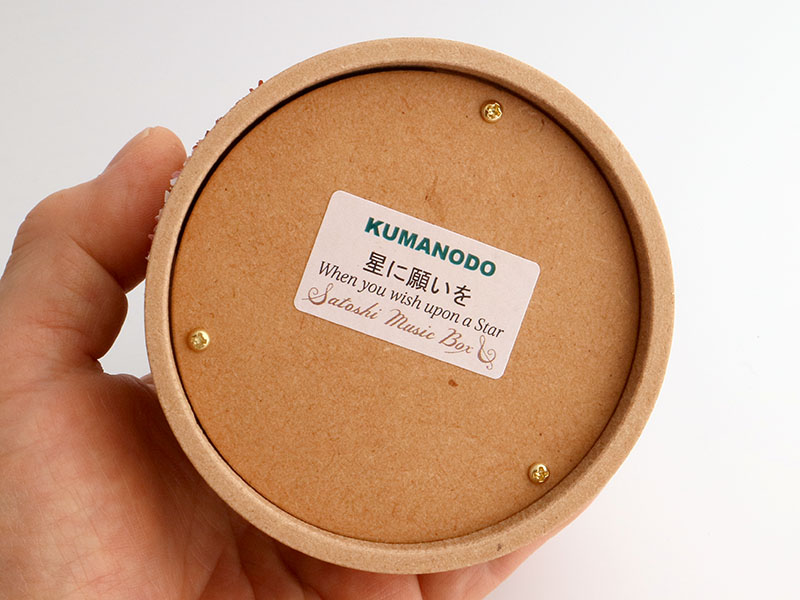 KUMANODO
星に願いを
When you wish upon a Star
Satoshi Music Box